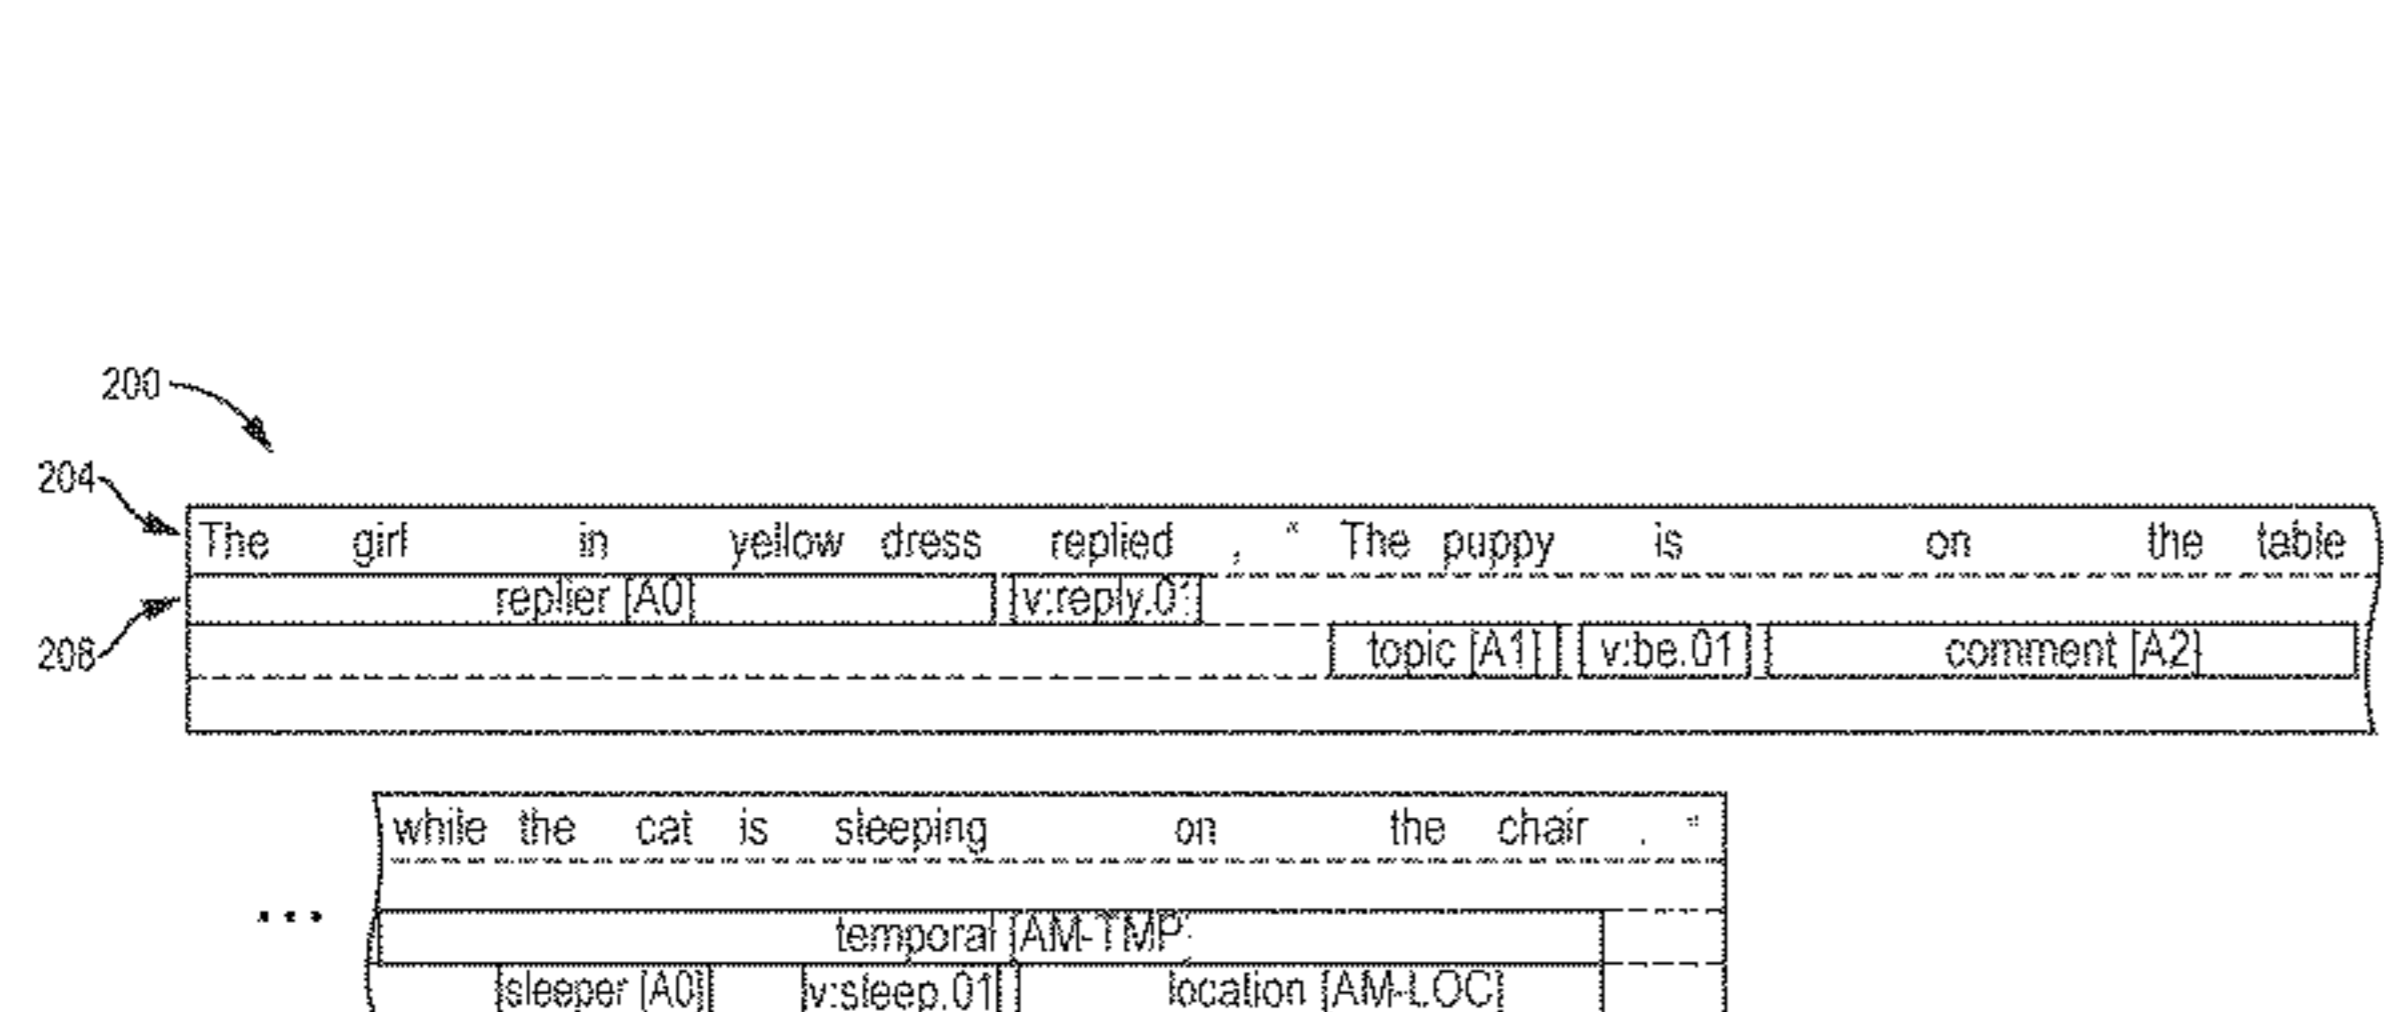 200
204
The girl in yellow dress replied , " The puppy is on the table
206
replier [A0] v:reply.01
topic [A1] v:be.01 comment [A2]
while the cat is sleeping on the chair . "
...
temporal [AM-TMP]
sleeper [A0] v:sleep.01 location [AM-LOC]